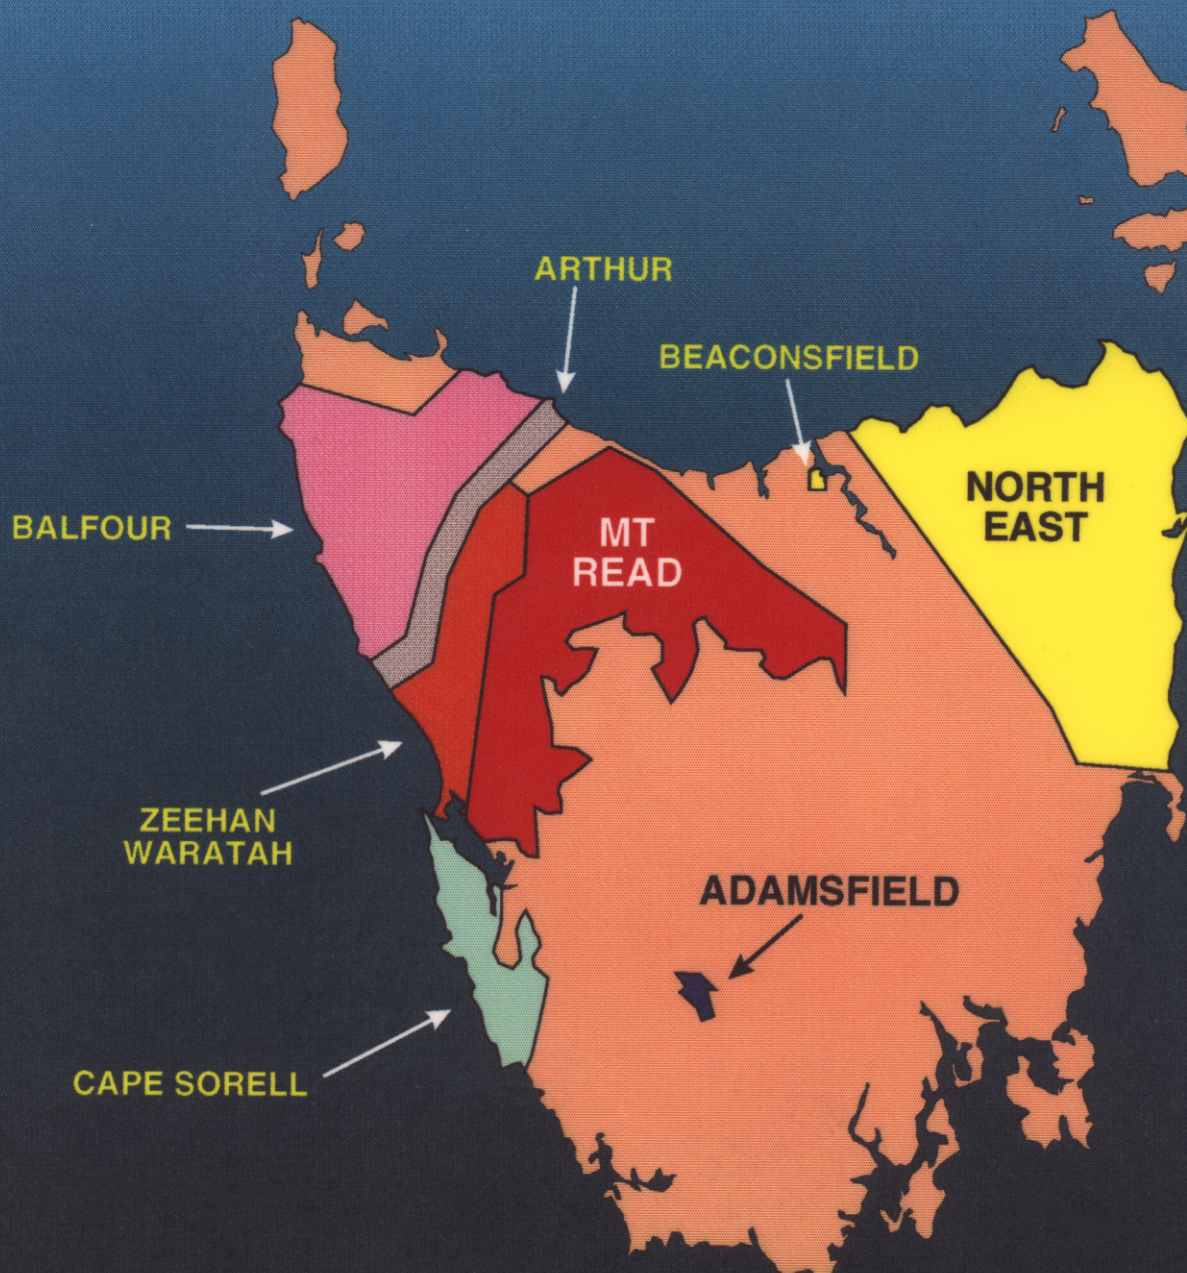 ARTHUR
BEACONSFIELD
NORTH
EAST
BALFOUR
MT
READ
ZEEHAN
WARATAH
ADAMSFIELD
CAPE SORELL